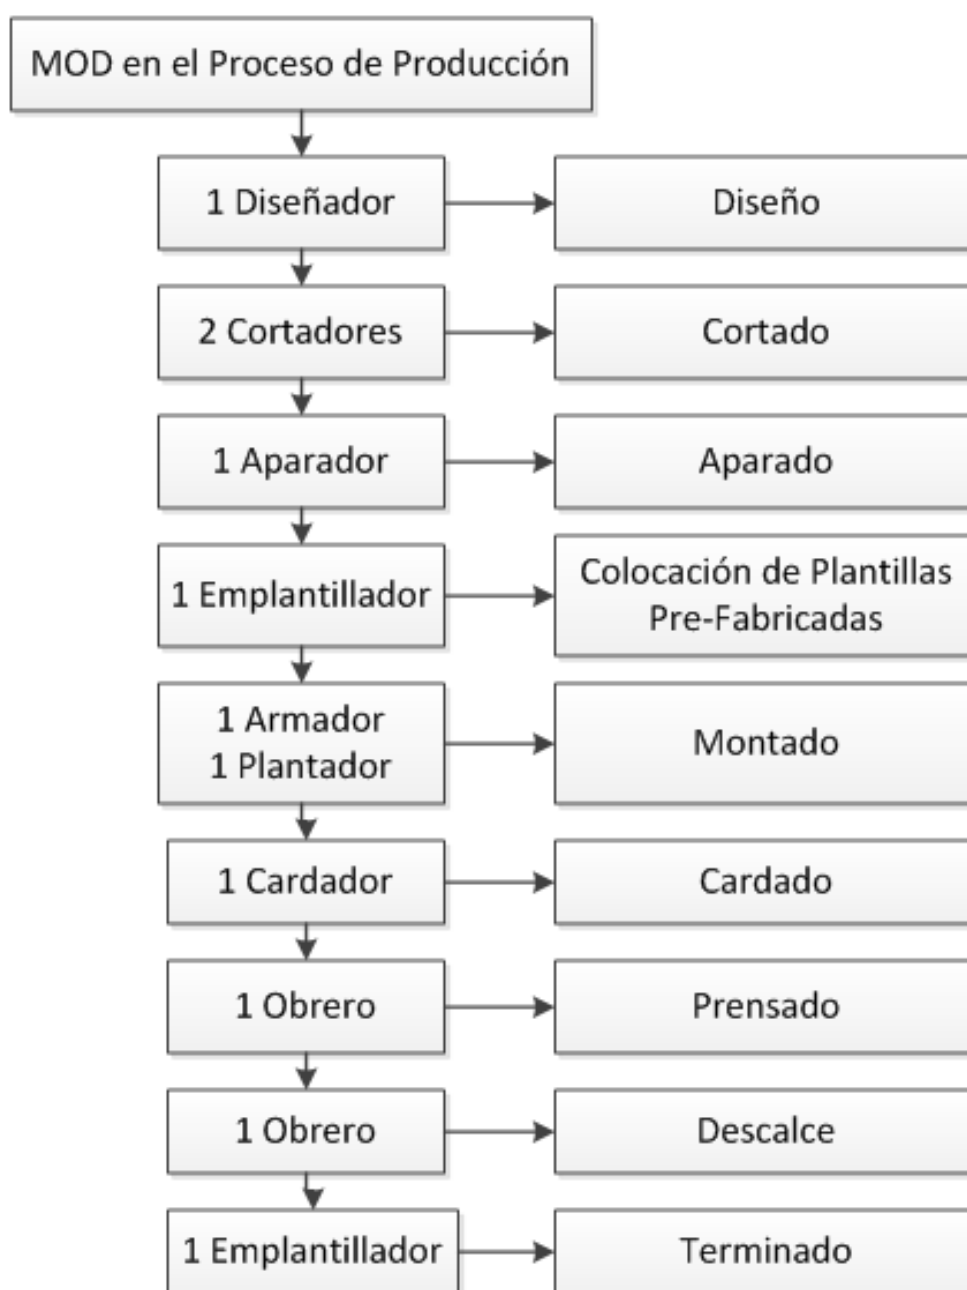 MOD en el Proceso de Producción
1 Diseñador
Diseño
2 Cortadores
Cortado
1 Aparador
Aparado
1 Emplantillador
Colocación de Plantillas
Pre-Fabricadas
1 Armador
1 Plantador
Montado
1 Cardador
Cardado
1 Obrero
Prensado
1 Obrero
Descalce
1 Emplantillador
Terminado